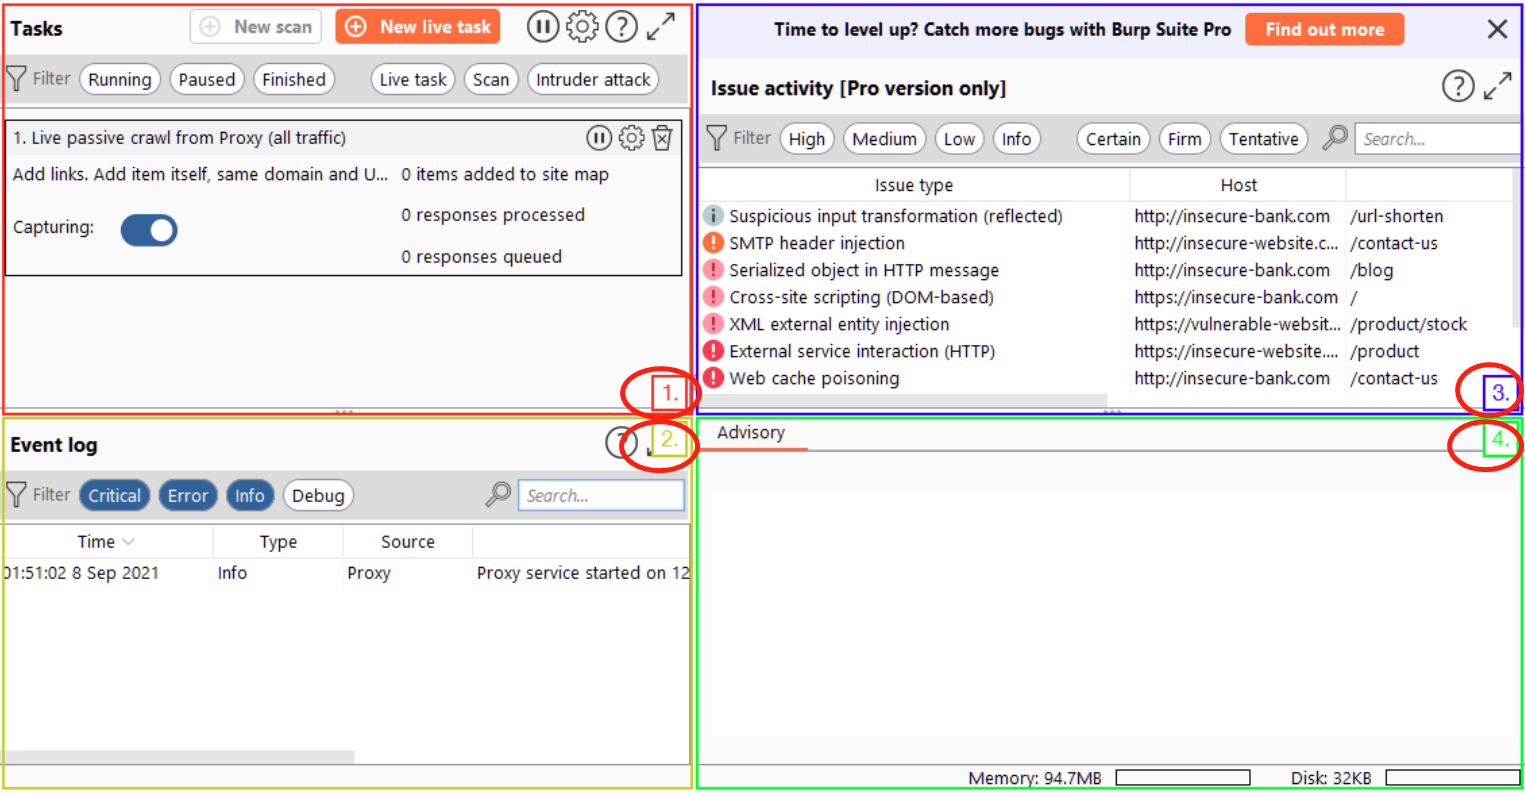 Tasks
New scan
New live task
Filter Running Paused Finished Live task Scan Intruder attack
1. Live passive crawl from Proxy (all traffic)
Add links. Add item itself, same domain and U... 0 items added to site map
0 responses processed
Capturing:
0 responses queued
1.
Time to level up? Catch more bugs with Burp Suite Pro Find out more
Issue activity [Pro version only]
Filter High Medium Low Info Certain Firm Tentative Search...
Issue type Host
Suspicious input transformation (reflected) http://insecure-bank.com /url-shorten
SMTP header injection http://insecure-website.c... /contact-us
Serialized object in HTTP message http://insecure-bank.com /blog
Cross-site scripting (DOM-based) https://insecure-bank.com /
XML external entity injection https://vulnerable-websit... /product/stock
External service interaction (HTTP) https://insecure-website.... /product
Web cache poisoning http://insecure-bank.com /contact-us
3.
Event log
2.
Filter Critical Error Info Debug Search...
Time Type Source
01:51:02 8 Sep 2021 Info Proxy Proxy service started on 12
Advisory
4.
Memory: 94.7MB Disk: 32KB